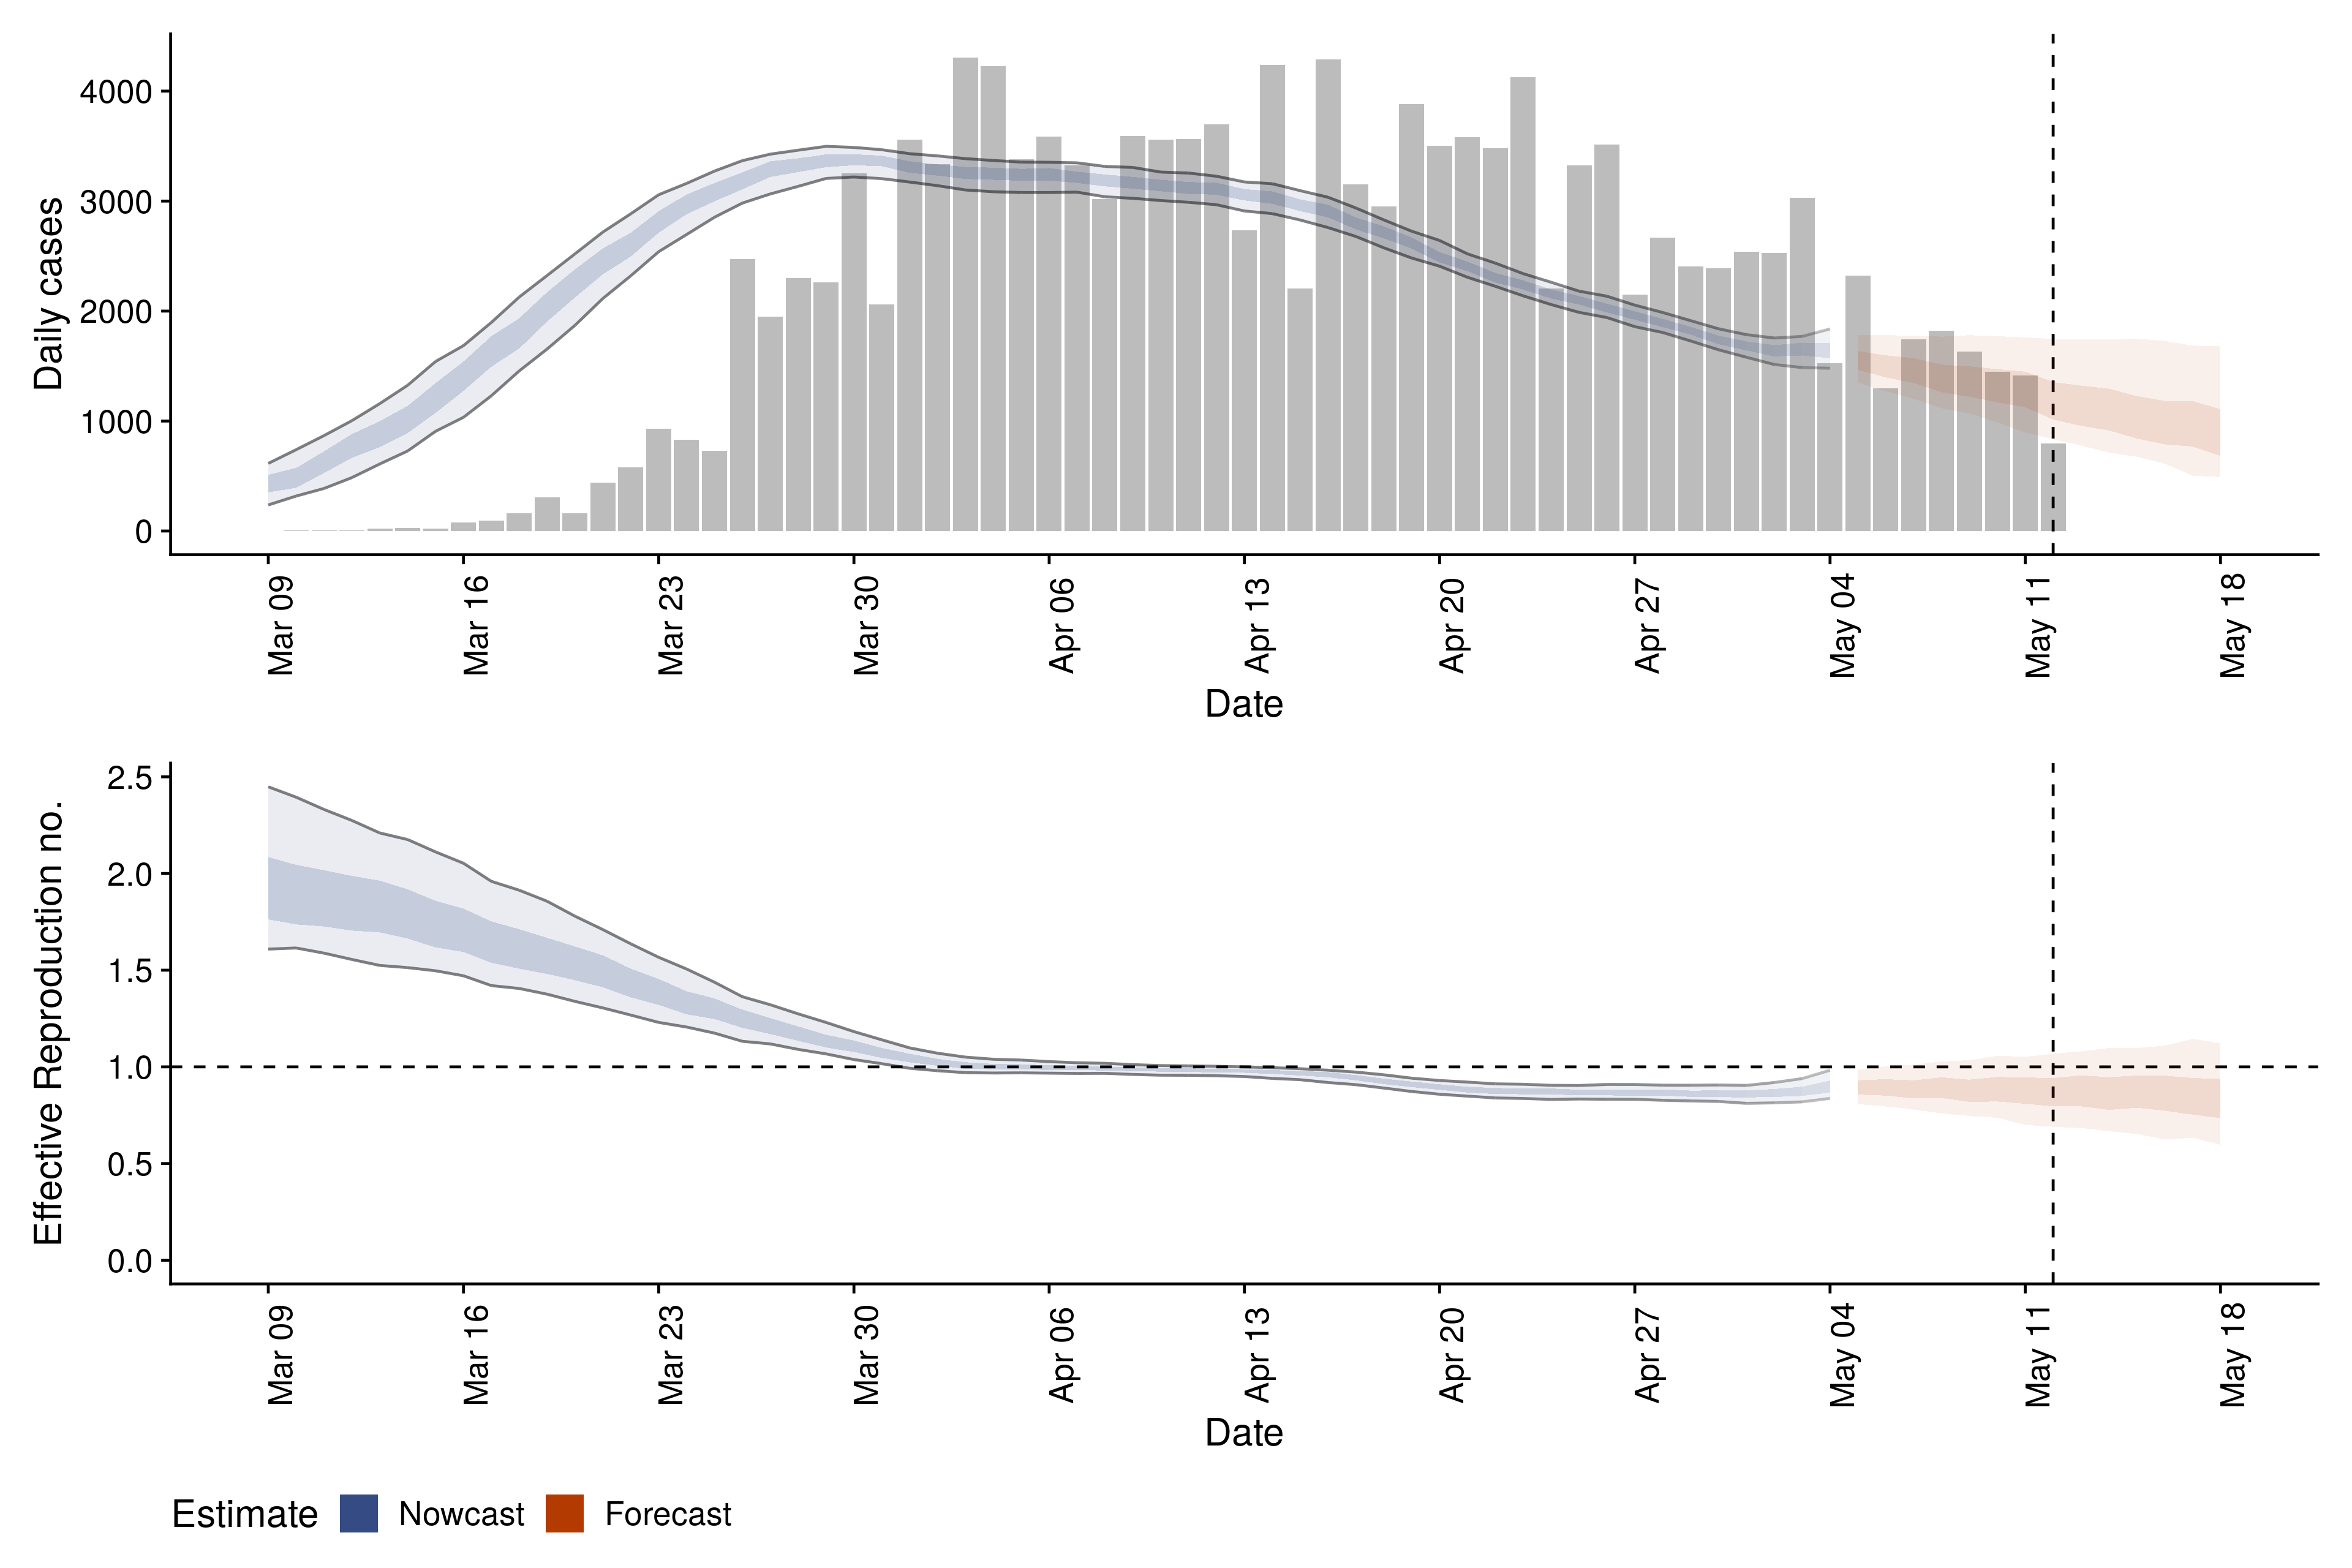 Daily cases
4000
3000
2000
1000
0
Mar 09
Mar 16
Mar 23
Mar 30
Apr 06
Apr 13
Apr 20
Apr 27
May 04
May 11
May 18
Date
Effective Reproduction no.
2.5
2.0
1.5
1.0
0.5
0.0
Mar 09
Mar 16
Mar 23
Mar 30
Apr 06
Apr 13
Apr 20
Apr 27
May 04
May 11
May 18
Date
Estimate Nowcast Forecast